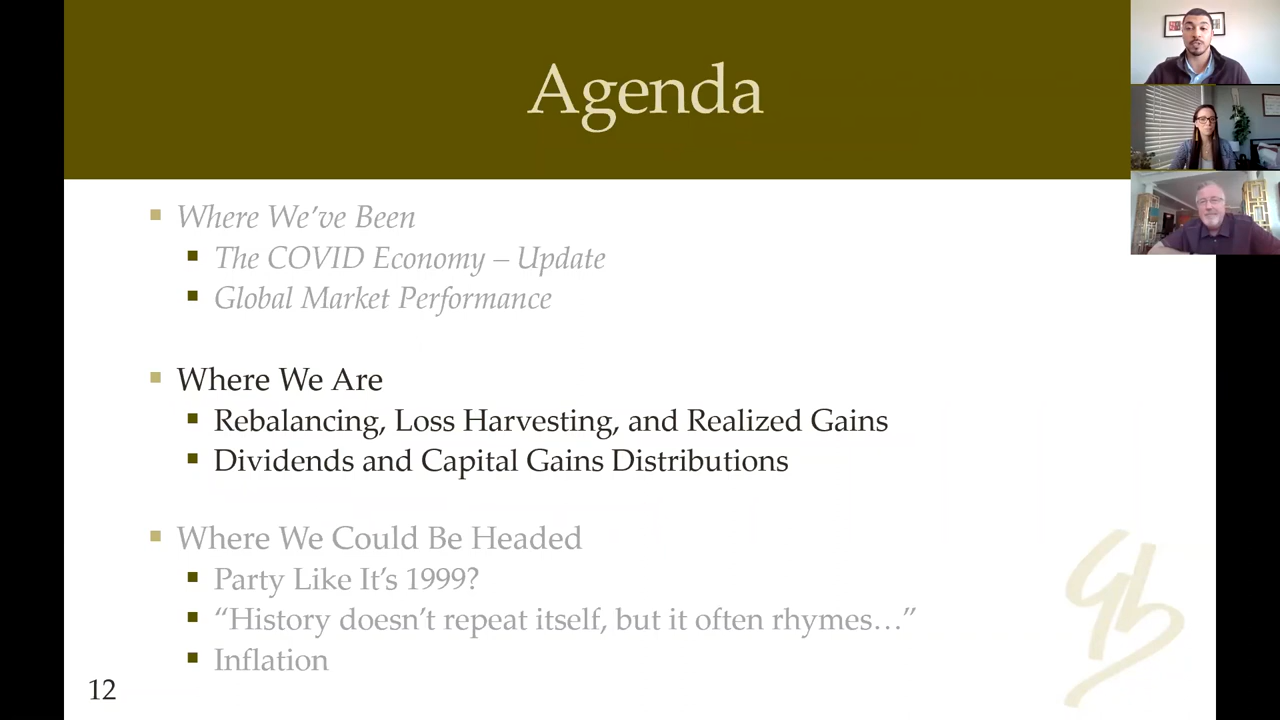 Agenda
Where We’ve Been
The COVID Economy – Update
Global Market Performance
Where We Are
Rebalancing, Loss Harvesting, and Realized Gains
Dividends and Capital Gains Distributions
Where We Could Be Headed
Party Like It’s 1999?
“History doesn’t repeat itself, but it often rhymes…”
Inflation
12